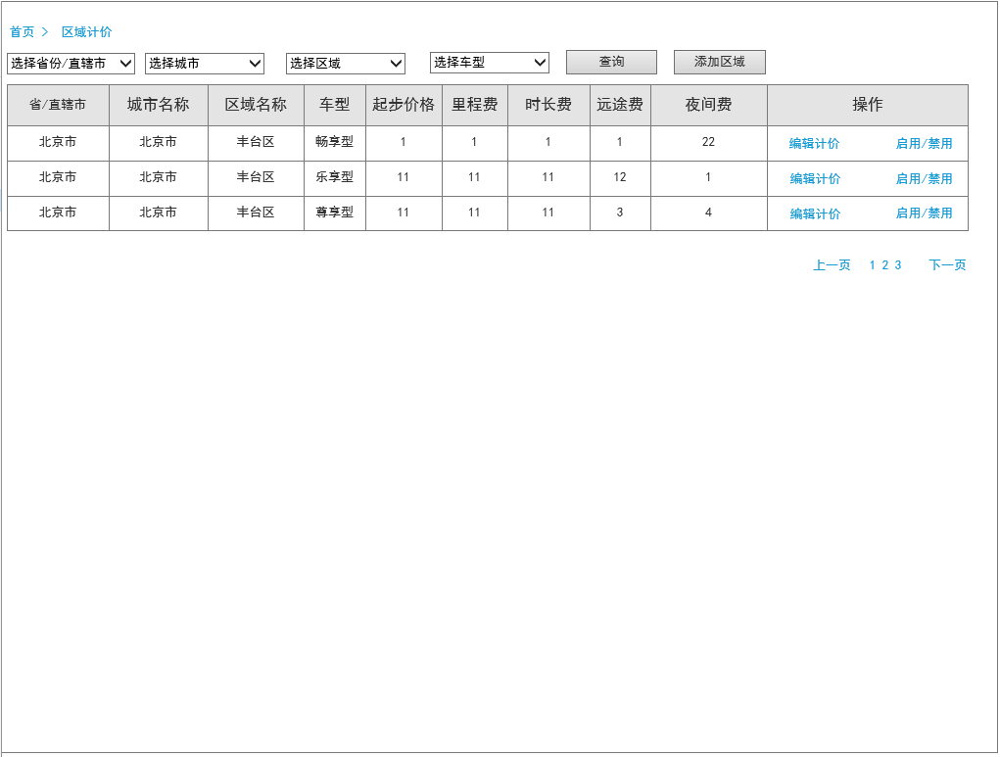 首页 > 区域计价
选择省份/直辖市 选择城市 选择区域 选择车型 查询 添加区域
省/直辖市 城市名称 区域名称 车型 起步价格 里程费 时长费 远途费 夜间费 操作
北京市 北京市 丰台区 畅享型 1 1 1 1 22 编辑计价 启用/禁用
北京市 北京市 丰台区 乐享型 11 11 11 12 1 编辑计价 启用/禁用
北京市 北京市 丰台区 尊享型 11 11 11 3 4 编辑计价 启用/禁用
上一页 1 2 3 下一页